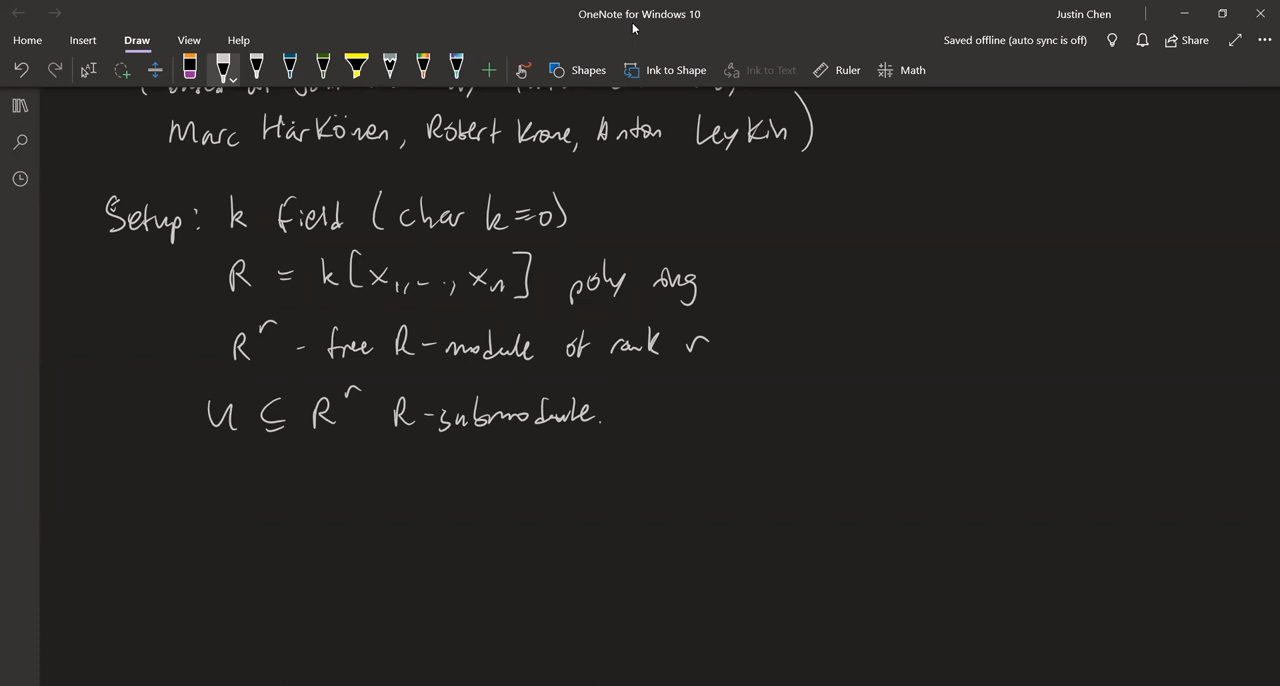 OneNote for Windows 10
Justin Chen
Home Insert Draw View Help
Saved offline (auto sync is off)
Share
Shapes Ink to Shape Ink to Text Ruler Math
Marc Härkönen, Robert Krone, Anton Leykin)
Setup: k field (char k=0)
R = k[x₁,..., xₙ] poly ring
Rʳ - free R-module of rank r
U ⊆ Rʳ R-submodule.